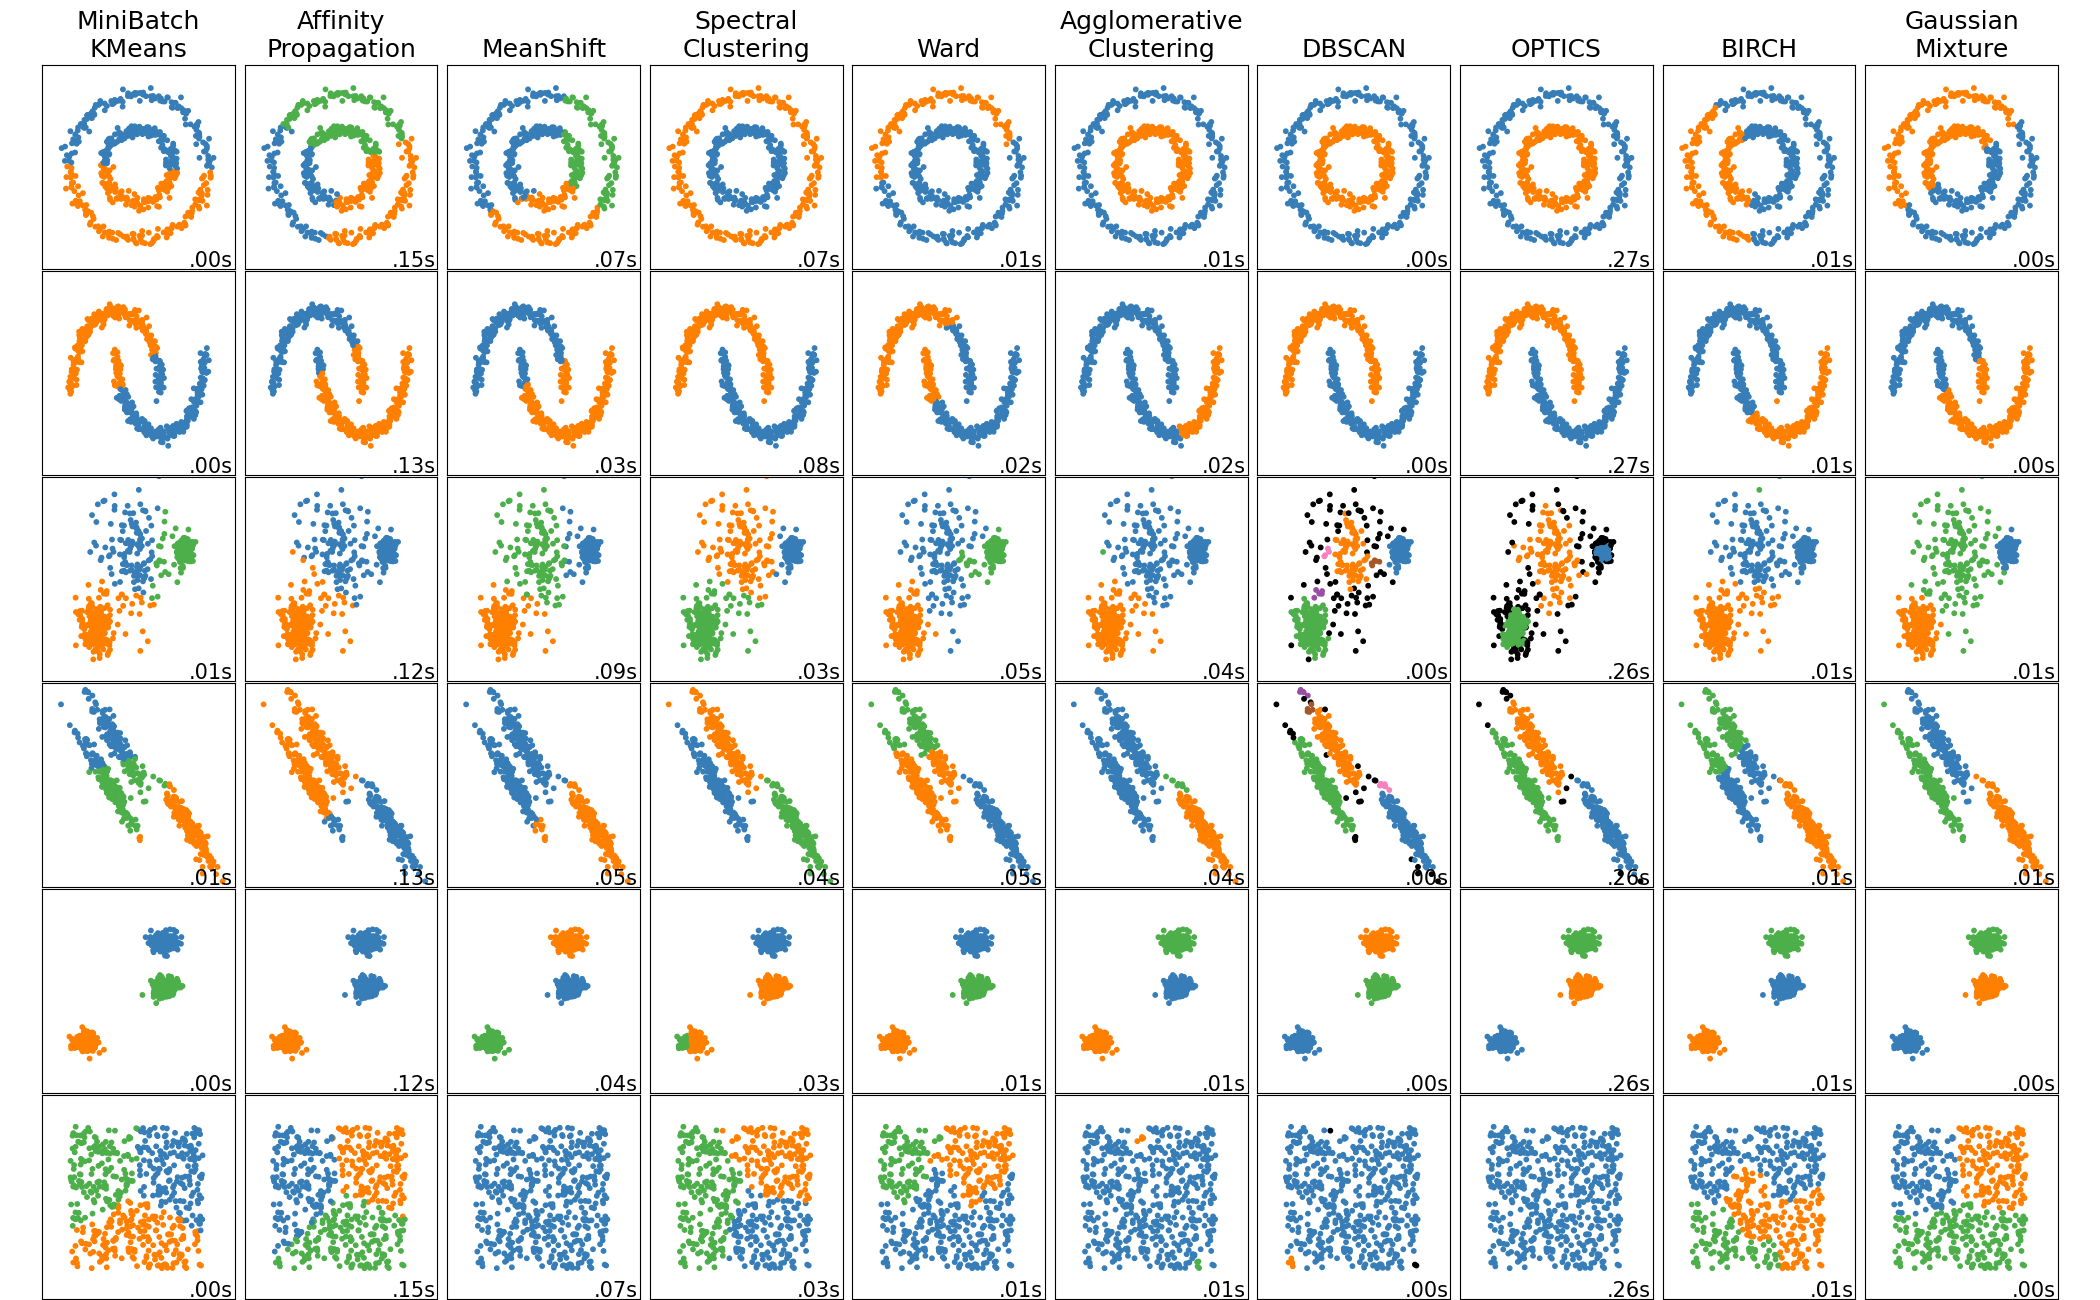 MiniBatch
KMeans
Affinity
Propagation
MeanShift
Spectral
Clustering
Ward
Agglomerative
Clustering
DBSCAN
OPTICS
BIRCH
Gaussian
Mixture
.00s .15s .07s .07s .01s .01s .00s .27s .01s .00s
.00s .13s .03s .08s .02s .02s .00s .27s .01s .00s
.01s .12s .09s .03s .05s .04s .00s .26s .01s .01s
.01s .13s .05s .04s .05s .04s .00s .26s .01s .01s
.00s .12s .04s .03s .01s .01s .00s .26s .01s .00s
.00s .15s .07s .03s .01s .01s .00s .26s .01s .00s